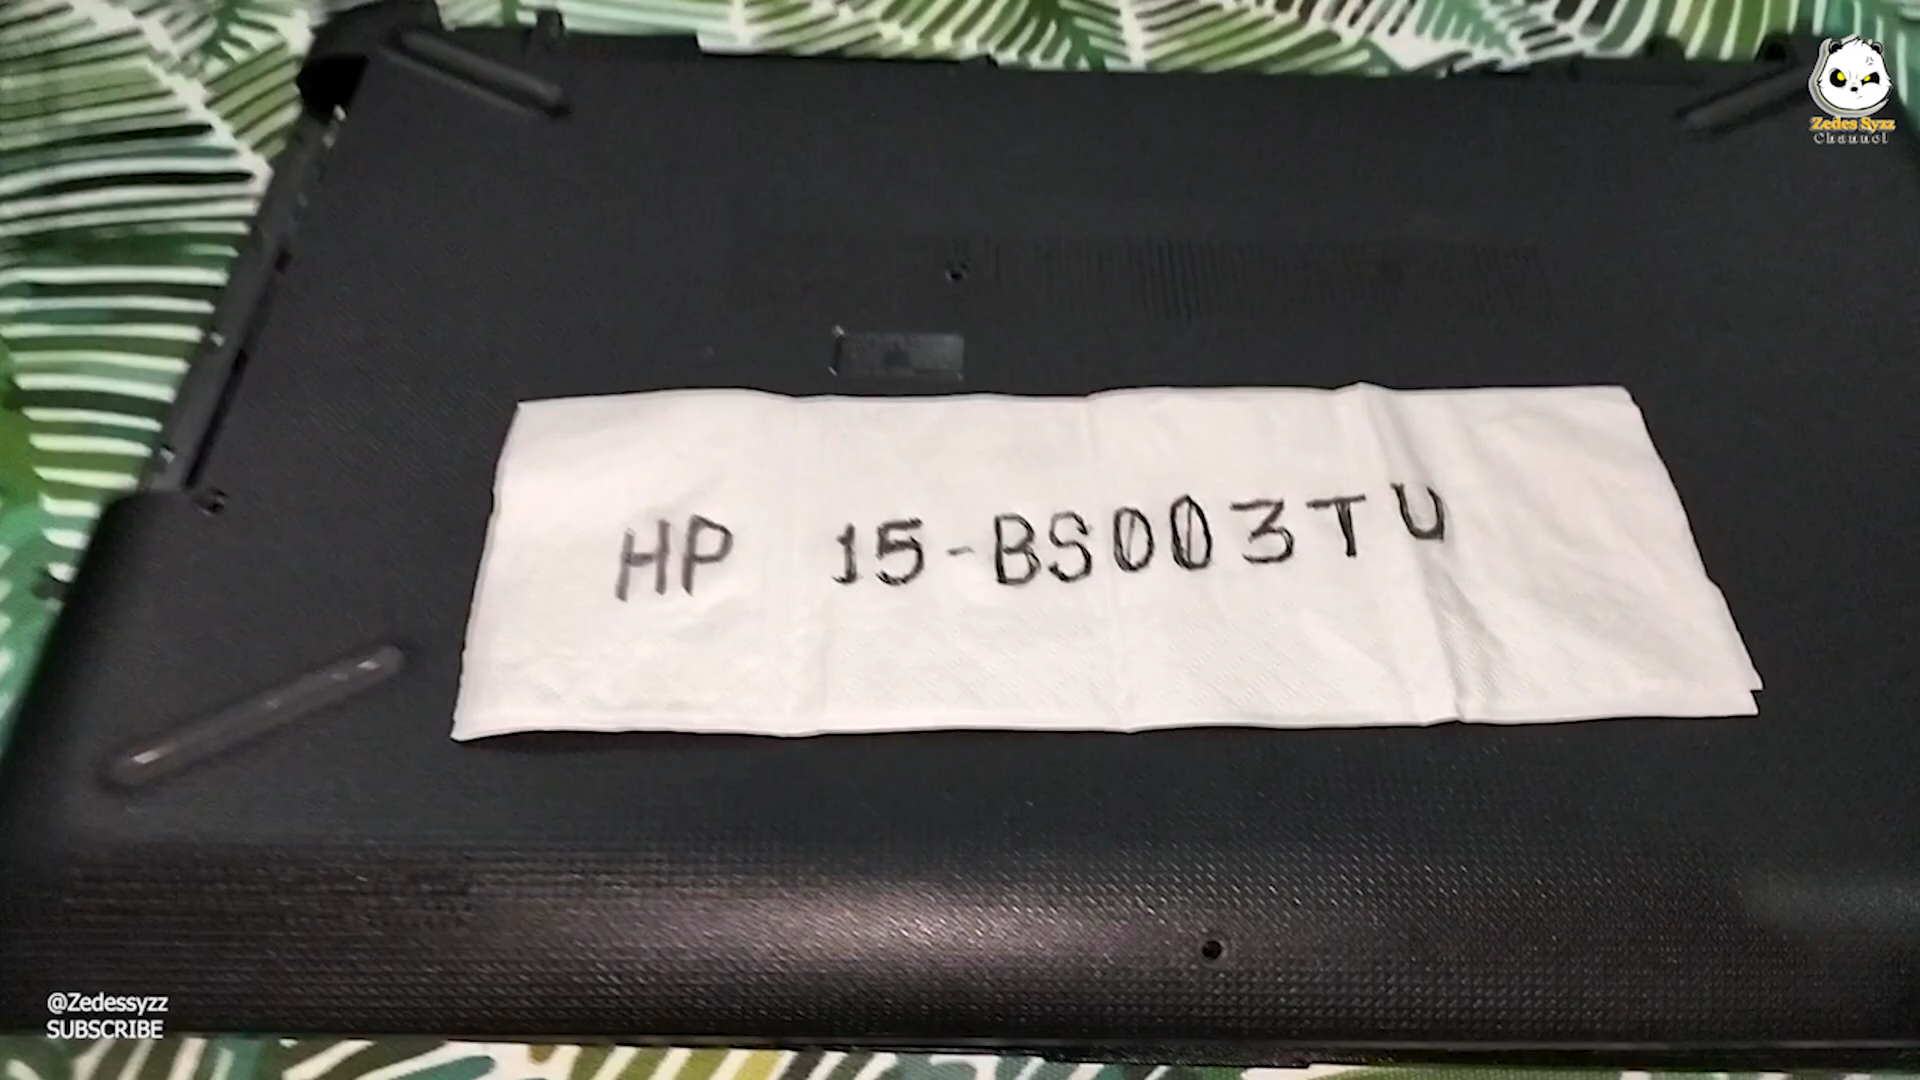 Zedes Syzz
Channel
HP 15-BS003TU
@Zedessyzz
SUBSCRIBE